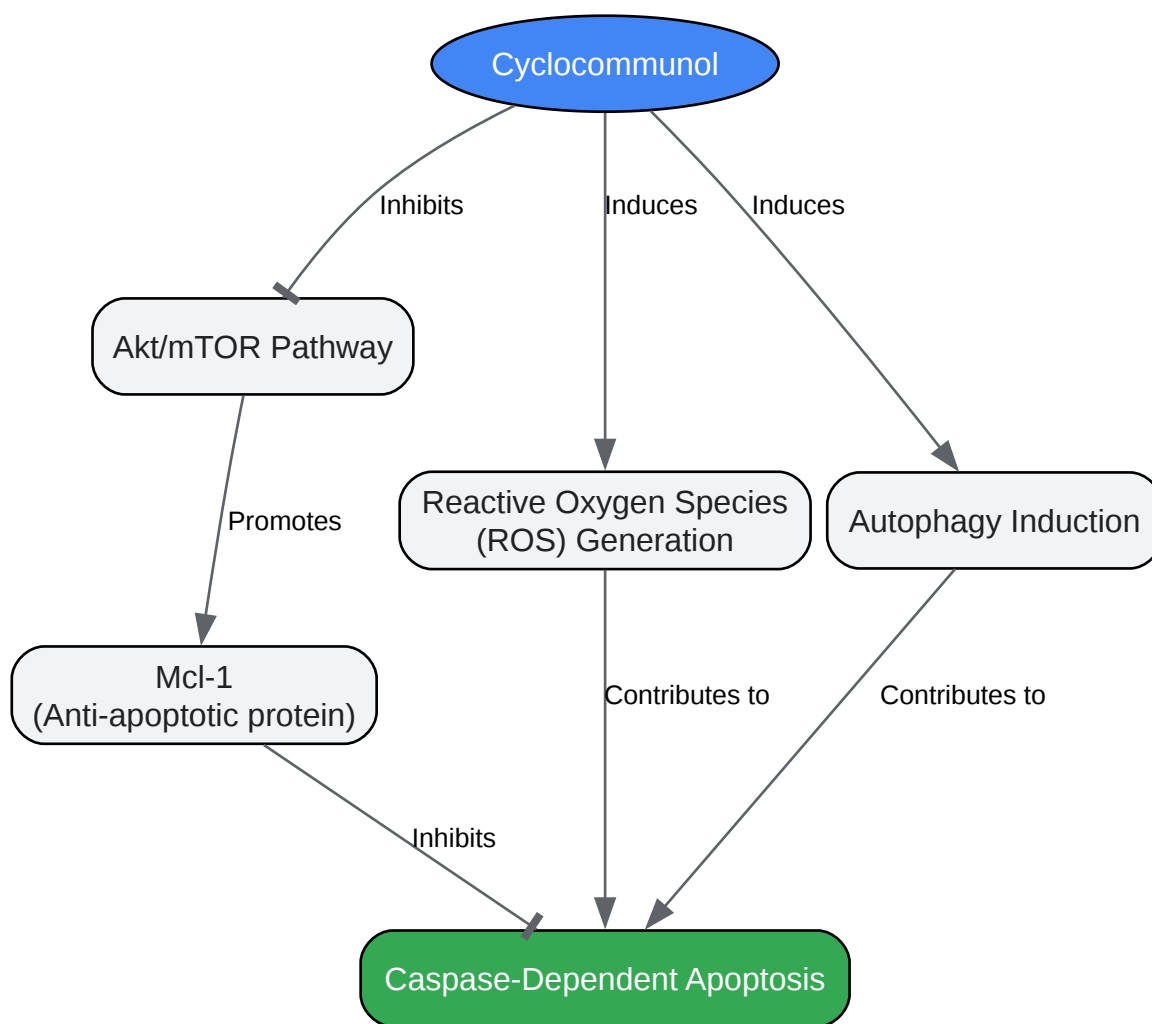 Cyclocommunol
Inhibits
Induces
Induces
Akt/mTOR Pathway
Reactive Oxygen Species
(ROS) Generation
Autophagy Induction
Promotes
Mcl-1
(Anti-apoptotic protein)
Contributes to
Contributes to
Inhibits
Caspase-Dependent Apoptosis